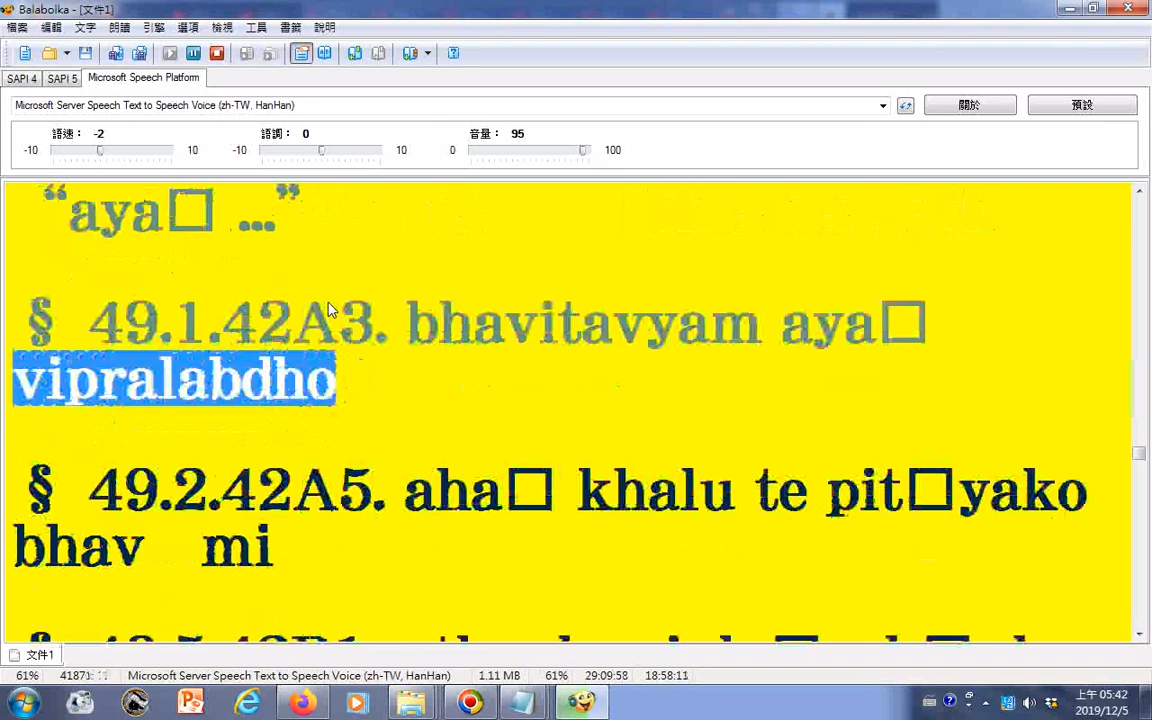 Balabolka - [文件1]
檔案 編輯 文字 朗讀 引擎 選項 檢視 工具 書籤 說明
SAPI 4 SAPI 5 Microsoft Speech Platform
Microsoft Server Speech Text to Speech Voice (zh-TW, HanHan) 關於 預設
語速： -2 語調： 0 音量： 95
-10 10 -10 10 0 100
“aya□ ...”
§ 49.1.42A3. bhavitavyam aya□
vipralabdho
§ 49.2.42A5. aha□ khalu te pit□yako
bhav mi
文件1
61% Microsoft Server Speech Text to Speech Voice (zh-TW, HanHan) 1.11 MB 61% 29:09:58 18:58:11
上午 05:42
2019/12/5